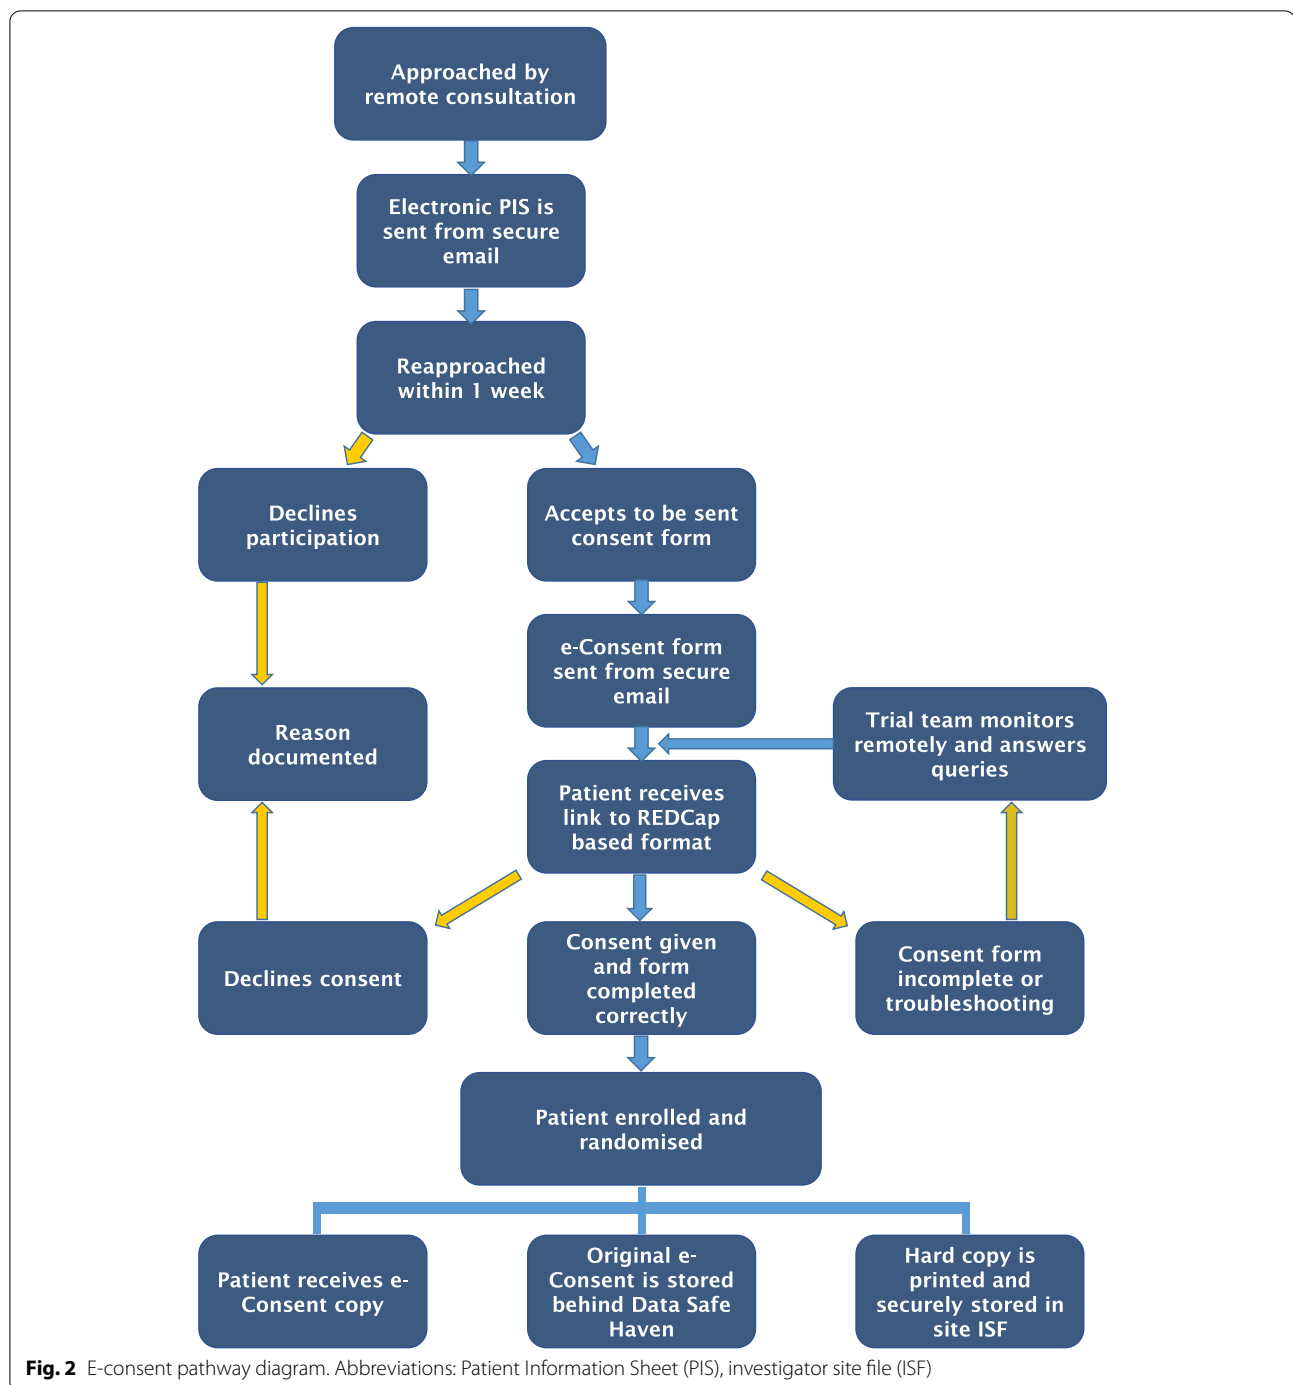 Approached by
remote consultation
Electronic PIS is
sent from secure
email
Reapproached
within 1 week
Declines
participation
Accepts to be sent
consent form
e-Consent form
sent from secure
email
Reason
documented
Trial team monitors
remotely and answers
queries
Patient receives
link to REDCap
based format
Declines consent
Consent given
and form
completed
correctly
Consent form
incomplete or
troubleshooting
Patient enrolled and
randomised
Patient receives e-
Consent copy
Original e-
Consent is stored
behind Data Safe
Haven
Hard copy is
printed and
securely stored in
site ISF
Fig. 2 E-consent pathway diagram. Abbreviations: Patient Information Sheet (PIS), investigator site file (ISF)